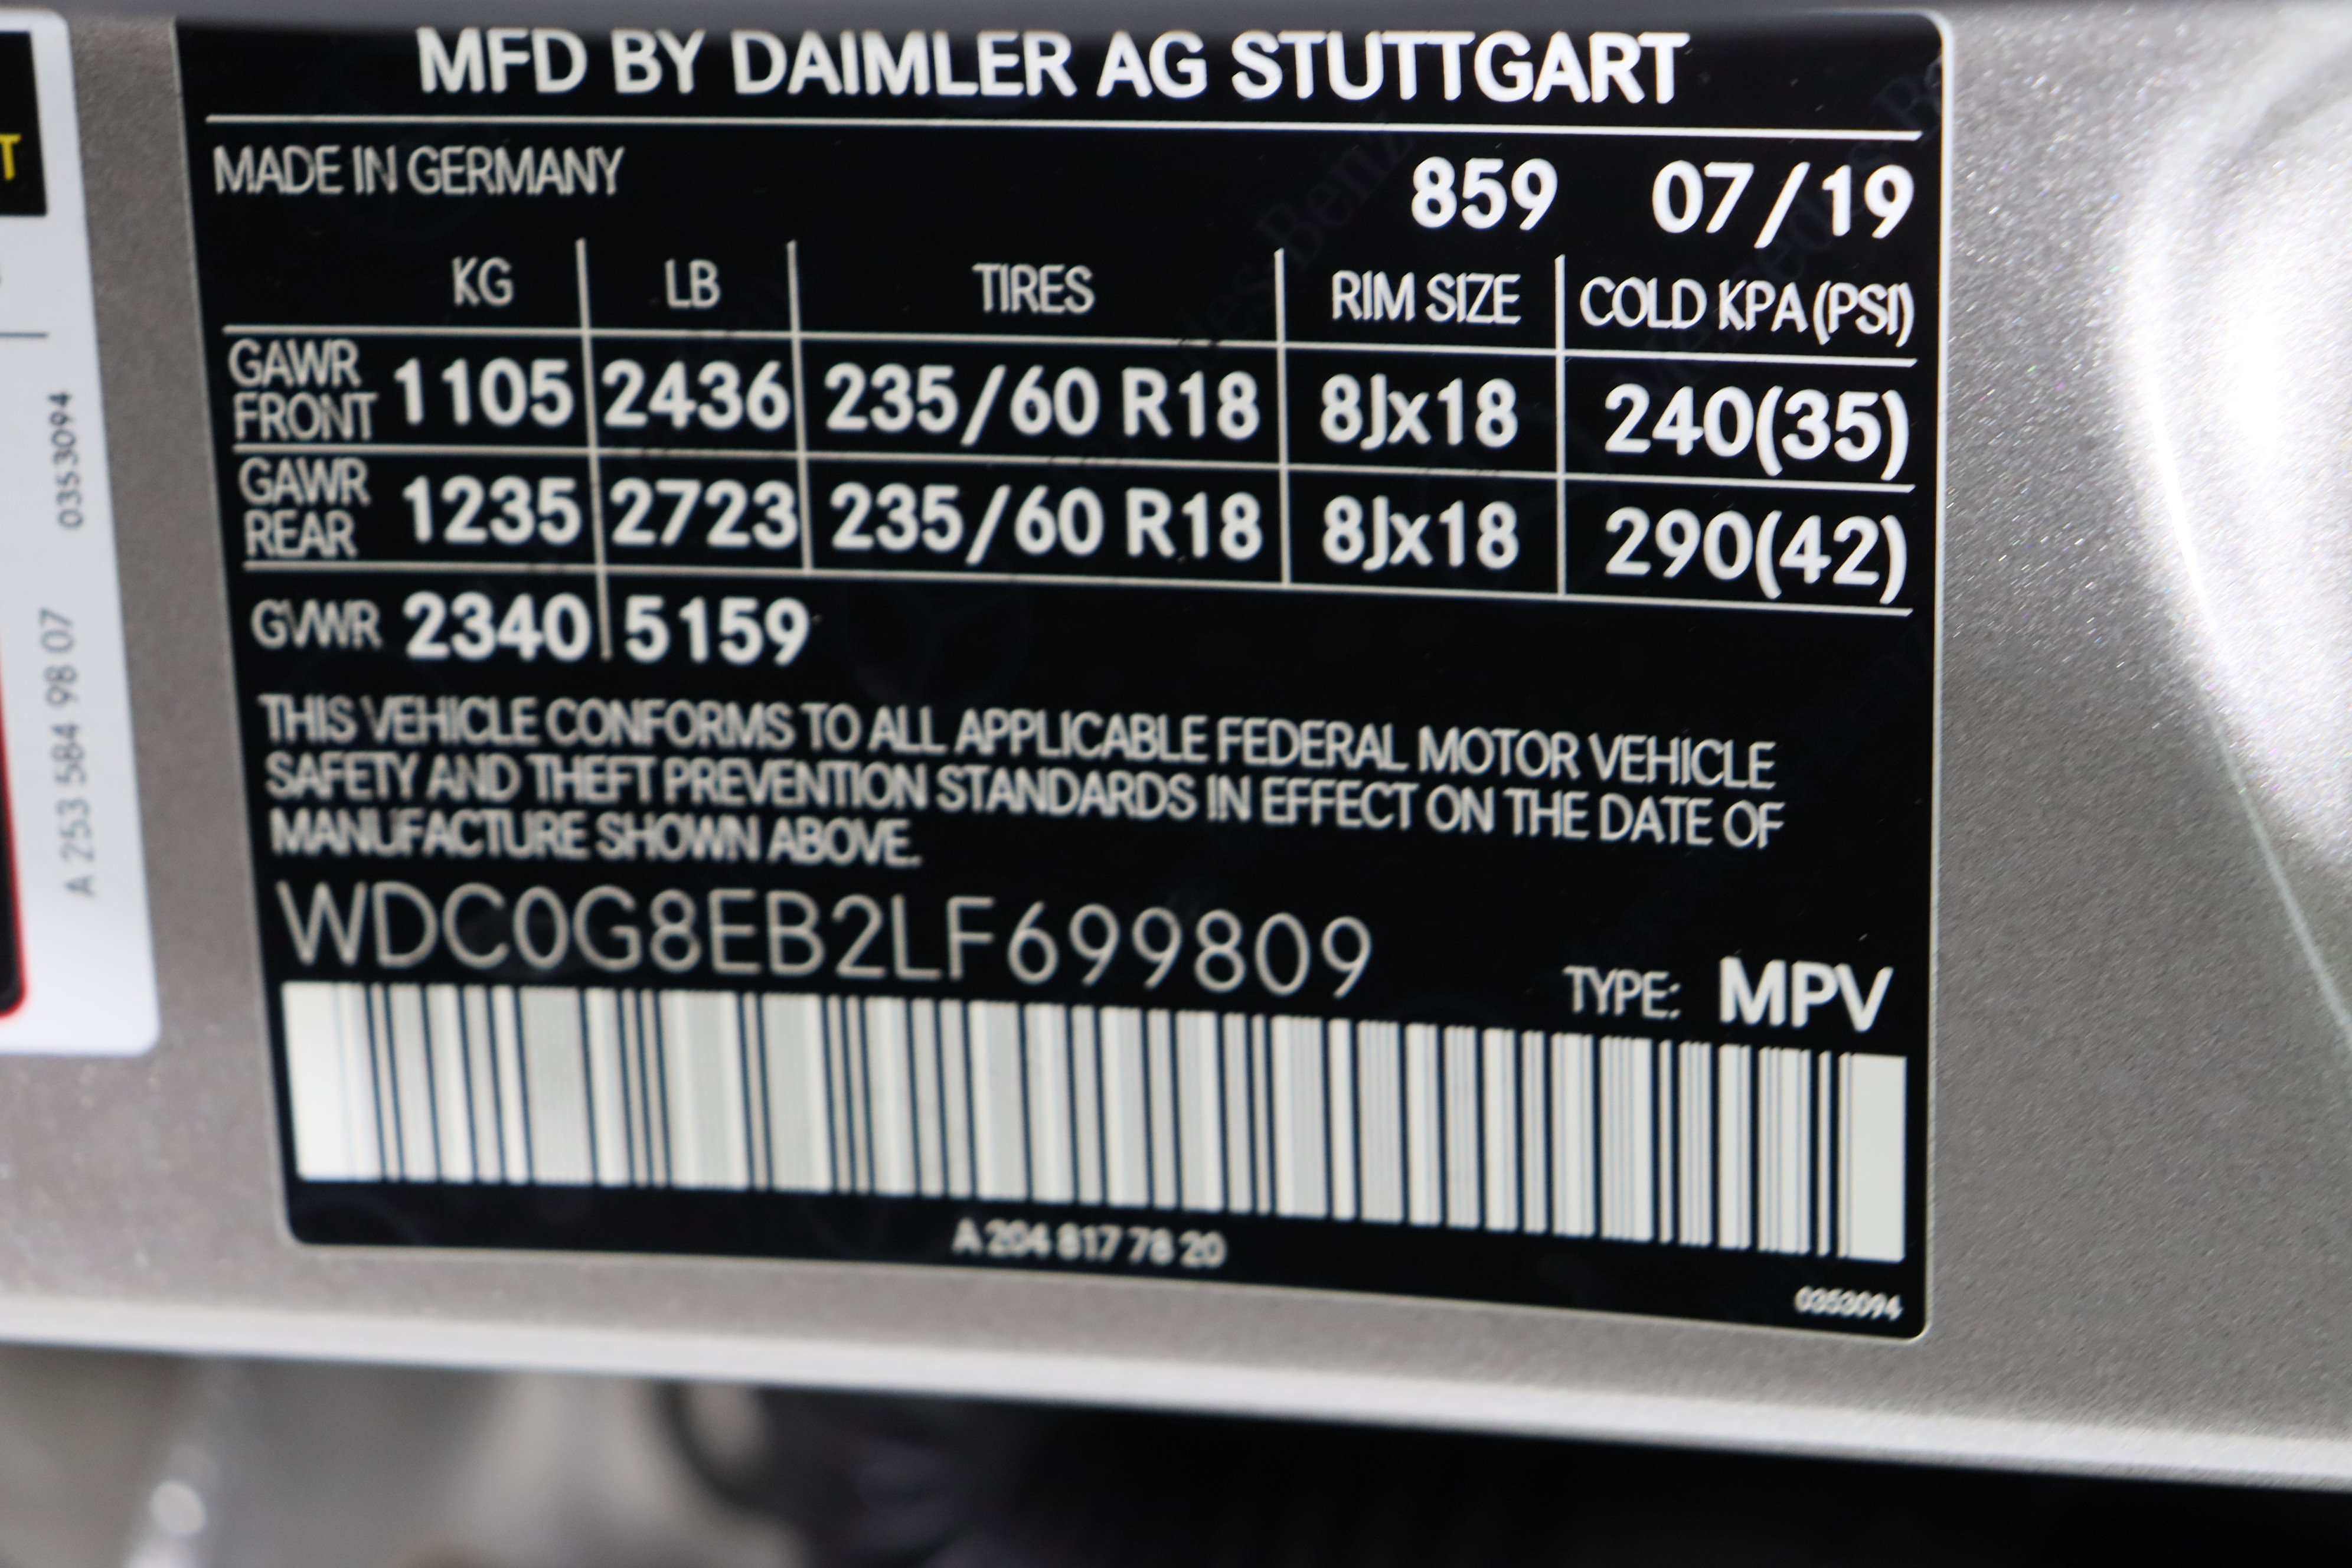 MFD BY DAIMLER AG STUTTGART
MADE IN GERMANY 859 07/19
KG LB TIRES RIM SIZE COLD KPA (PSI)
GAWR FRONT 1105 2436 235/60 R18 8Jx18 240(35)
GAWR REAR 1235 2723 235/60 R18 8Jx18 290(42)
GVWR 2340 5159
THIS VEHICLE CONFORMS TO ALL APPLICABLE FEDERAL MOTOR VEHICLE
SAFETY AND THEFT PREVENTION STANDARDS IN EFFECT ON THE DATE OF
MANUFACTURE SHOWN ABOVE.
WDC0G8EB2LF699809
TYPE: MPV
A 204 817 78 20
0353094
A 253 584 98 07 0353094
T